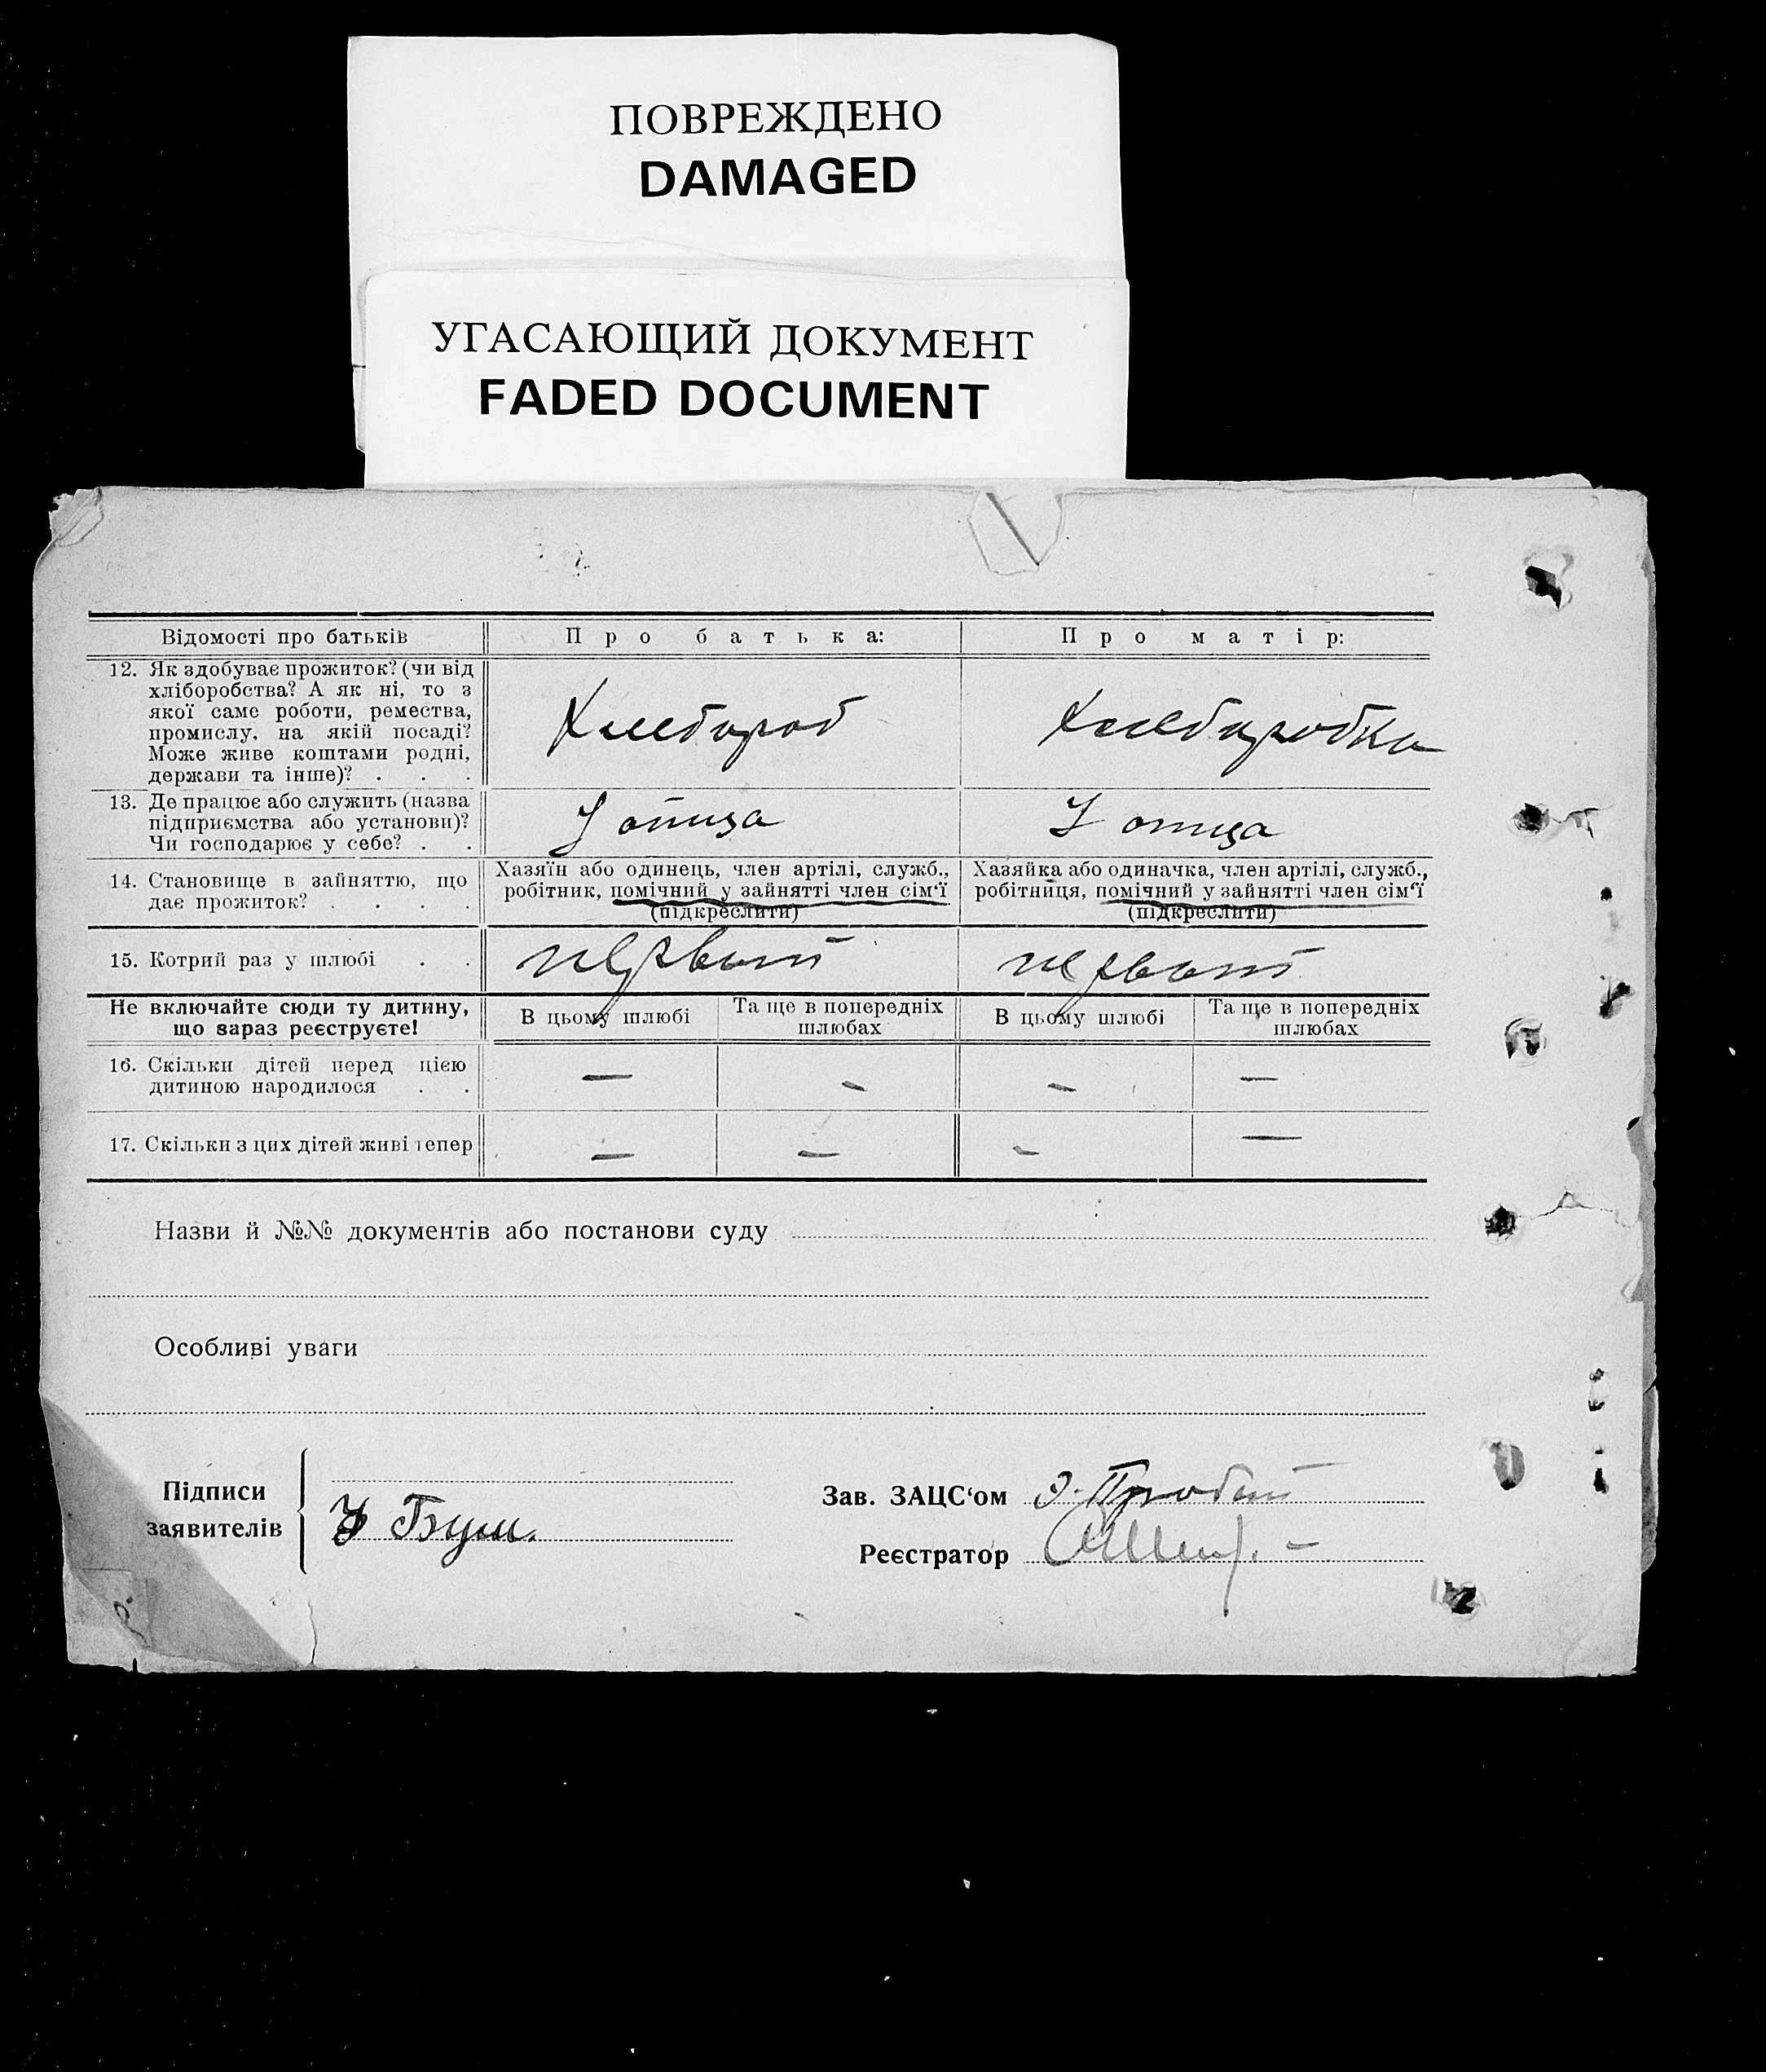 ПОВРЕЖДЕНО
DAMAGED
УГАСАЮЩИЙ ДОКУМЕНТ
FADED DOCUMENT
Відомості про батьків
Про батька:
Про матір:
12. Як здобуває прожиток? (чи від
хліборобства? А як ні, то з
якої саме роботи, ремества,
промислу, на якій посаді?
Може живе коштами родні,
держави та інше)? . . .
Хлебороб
Хлеборобка
13. Де працює або служить (назва
підприємства або установи)?
Чи господарює у себе? . .
У отца
У отца
14. Становище в зайняттю, що
дає прожиток? . . . .
Хазяїн або одинець, член артілі, служб.,
робітник, помічний у зайнятті член сім‘ї
(підкреслити)
Хазяйка або одиначка, член артілі, служб.,
робітниця, помічний у зайнятті член сім‘ї
(підкреслити)
15. Котрий раз у шлюбі . .
первый
первый
Не включайте сюди ту дитину,
що зараз реєструєте!
В цьому шлюбі
Та ще в попередніх
шлюбах
В цьому шлюбі
Та ще в попередніх
шлюбах
16. Скільки дітей перед цією
дитиною народилося . .
— — — —
17. Скільки з цих дітей живі тепер
— — — —
Назви й №№ документів або постанови суду
Особливі уваги
Підписи
заявителів
Бум.
Зав. ЗАЦС‘ом
Реєстратор